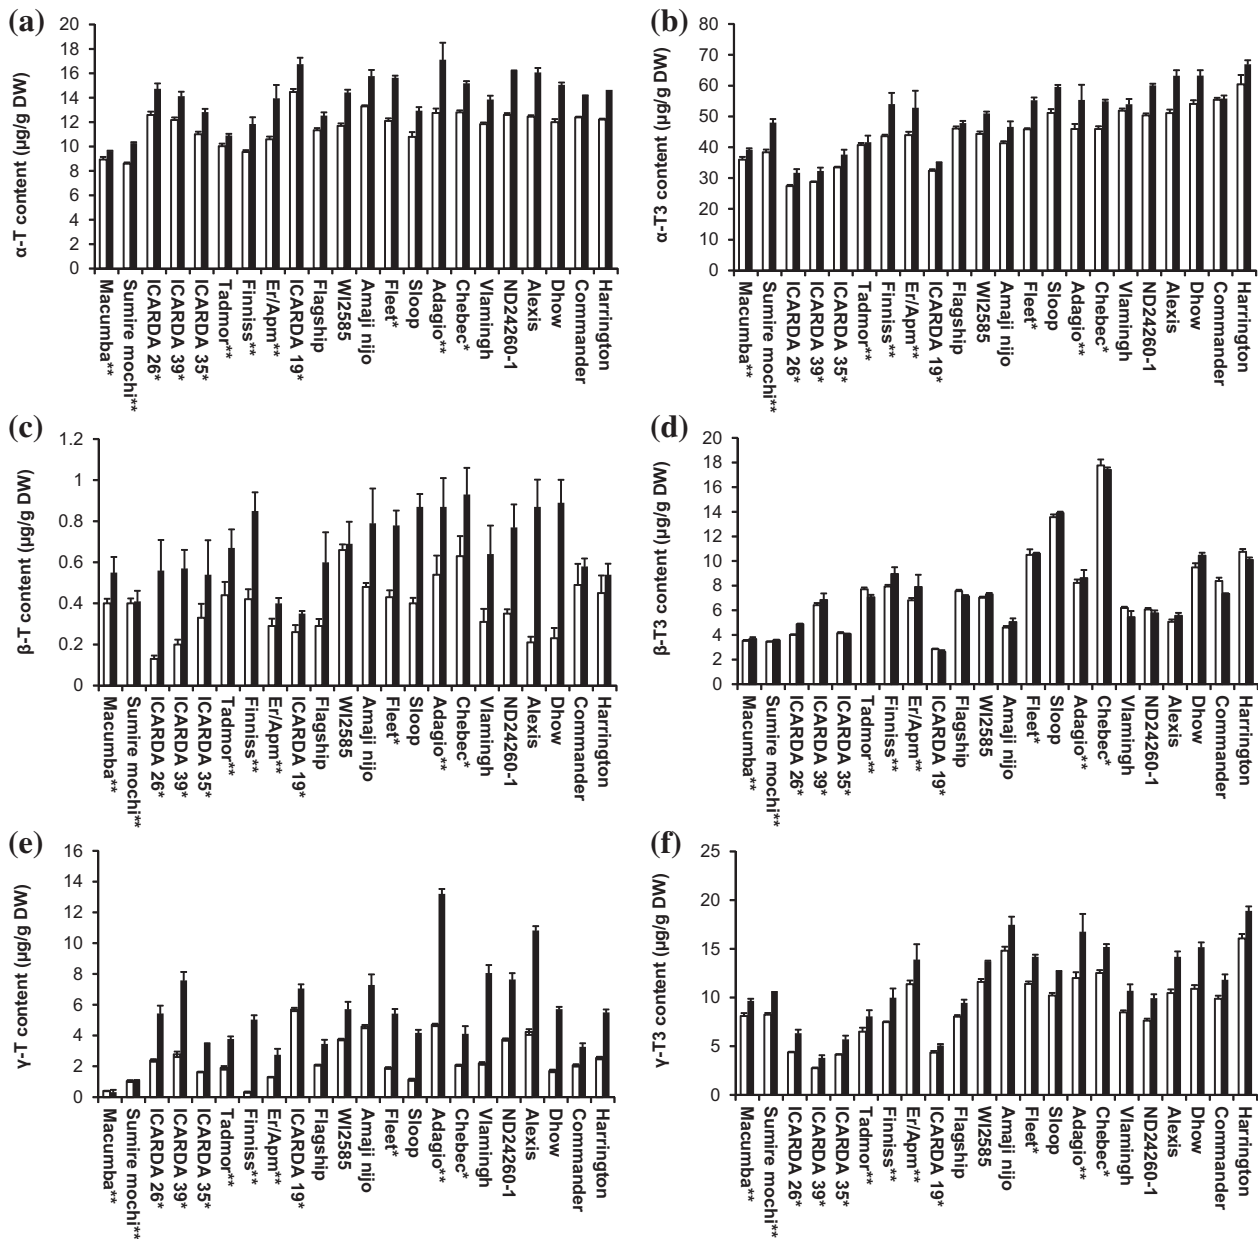 (a)
α-T content (µg/g DW)
20
18
16
14
12
10
8
6
4
2
0
Macumba**
Sumire mochi**
ICARDA 26*
ICARDA 39*
ICARDA 35*
Tadmor**
Finniss**
Er/Apm**
ICARDA 19*
Flagship
WI2585
Amaji nijo
Fleet*
Sloop
Adagio**
Chebec*
Vlamingh
ND24260-1
Alexis
Dhow
Commander
Harrington
(b)
α-T3 content (µg/g DW)
80
70
60
50
40
30
20
10
0
Macumba**
Sumire mochi**
ICARDA 26*
ICARDA 39*
ICARDA 35*
Tadmor**
Finniss**
Er/Apm**
ICARDA 19*
Flagship
WI2585
Amaji nijo
Fleet*
Sloop
Adagio**
Chebec*
Vlamingh
ND24260-1
Alexis
Dhow
Commander
Harrington
(c)
β-T content (µg/g DW)
1.2
1
0.8
0.6
0.4
0.2
0
Macumba**
Sumire mochi**
ICARDA 26*
ICARDA 39*
ICARDA 35*
Tadmor**
Finniss**
Er/Apm**
ICARDA 19*
Flagship
WI2585
Amaji nijo
Fleet*
Sloop
Adagio**
Chebec*
Vlamingh
ND24260-1
Alexis
Dhow
Commander
Harrington
(d)
β-T3 content (µg/g DW)
20
18
16
14
12
10
8
6
4
2
0
Macumba**
Sumire mochi**
ICARDA 26*
ICARDA 39*
ICARDA 35*
Tadmor**
Finniss**
Er/Apm**
ICARDA 19*
Flagship
WI2585
Amaji nijo
Fleet*
Sloop
Adagio**
Chebec*
Vlamingh
ND24260-1
Alexis
Dhow
Commander
Harrington
(e)
γ-T content (µg/g DW)
16
14
12
10
8
6
4
2
0
Macumba**
Sumire mochi**
ICARDA 26*
ICARDA 39*
ICARDA 35*
Tadmor**
Finniss**
Er/Apm**
ICARDA 19*
Flagship
WI2585
Amaji nijo
Fleet*
Sloop
Adagio**
Chebec*
Vlamingh
ND24260-1
Alexis
Dhow
Commander
Harrington
(f)
γ-T3 content (µg/g DW)
25
20
15
10
5
0
Macumba**
Sumire mochi**
ICARDA 26*
ICARDA 39*
ICARDA 35*
Tadmor**
Finniss**
Er/Apm**
ICARDA 19*
Flagship
WI2585
Amaji nijo
Fleet*
Sloop
Adagio**
Chebec*
Vlamingh
ND24260-1
Alexis
Dhow
Commander
Harrington